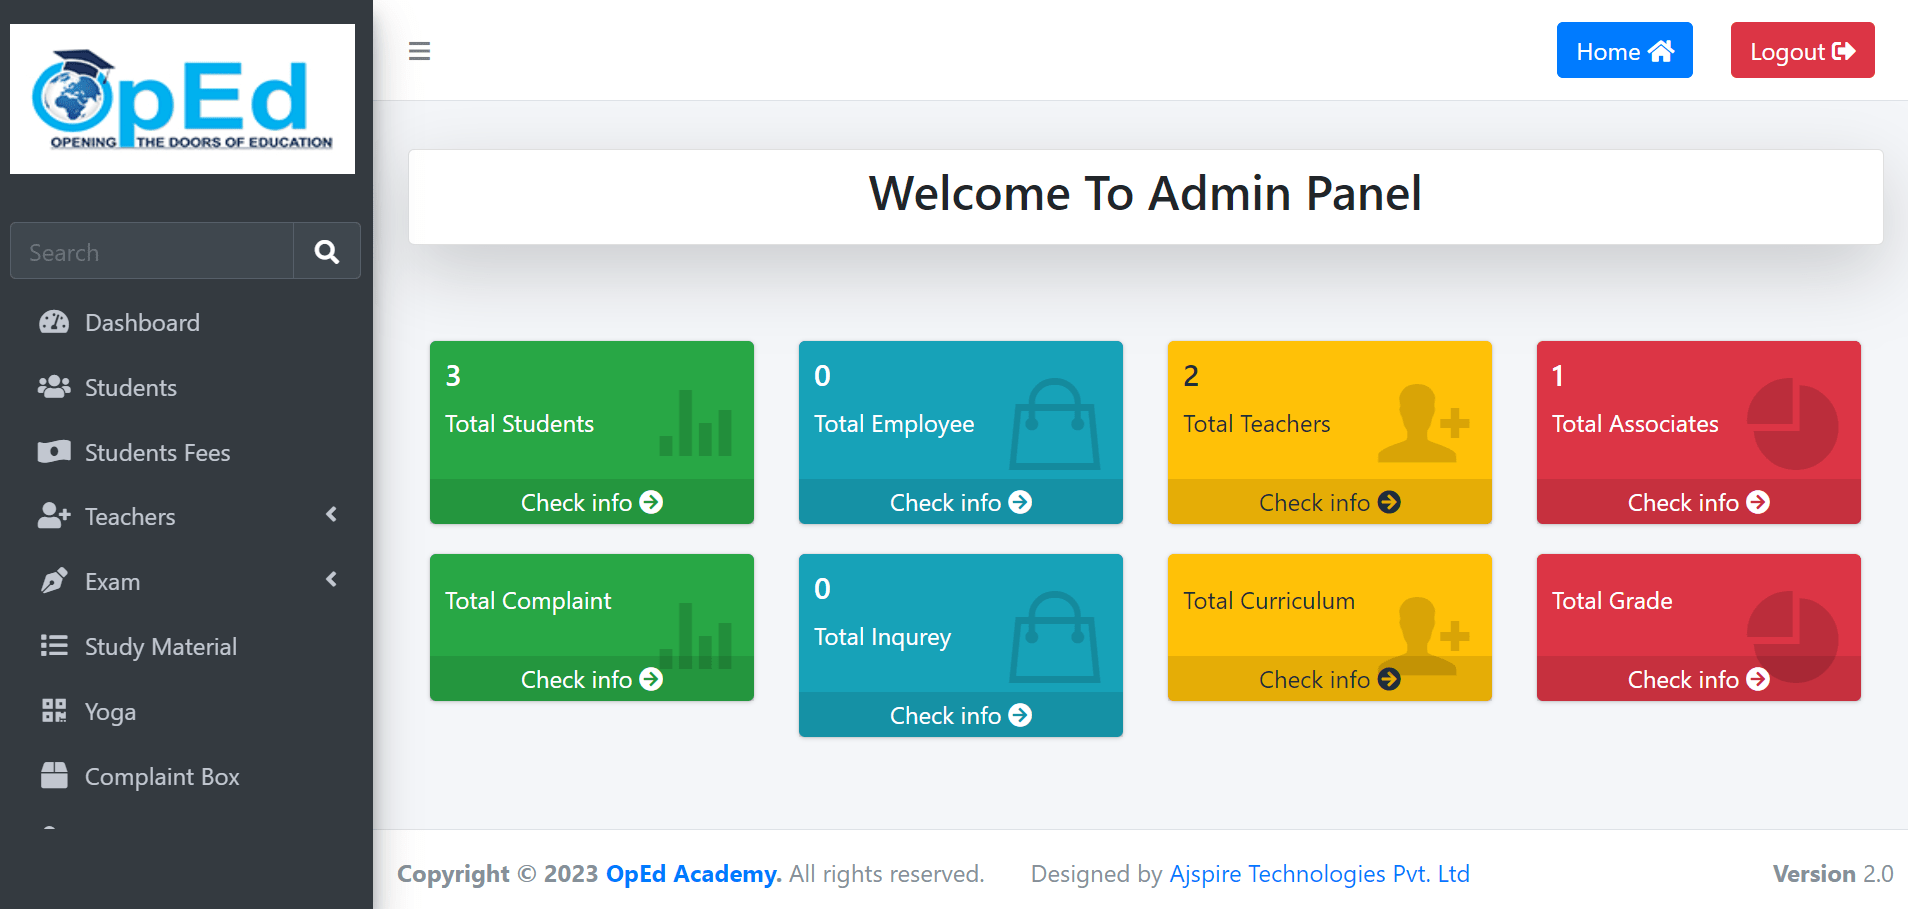 OpEd
OPENING THE DOORS OF EDUCATION
Search
Dashboard
Students
Students Fees
Teachers
Exam
Study Material
Yoga
Complaint Box
Home
Logout
Welcome To Admin Panel
3
Total Students
Check info
0
Total Employee
Check info
2
Total Teachers
Check info
1
Total Associates
Check info
Total Complaint
Check info
0
Total Inqurey
Check info
Total Curriculum
Check info
Total Grade
Check info
Copyright © 2023 OpEd Academy. All rights reserved. Designed by Ajspire Technologies Pvt. Ltd Version 2.0